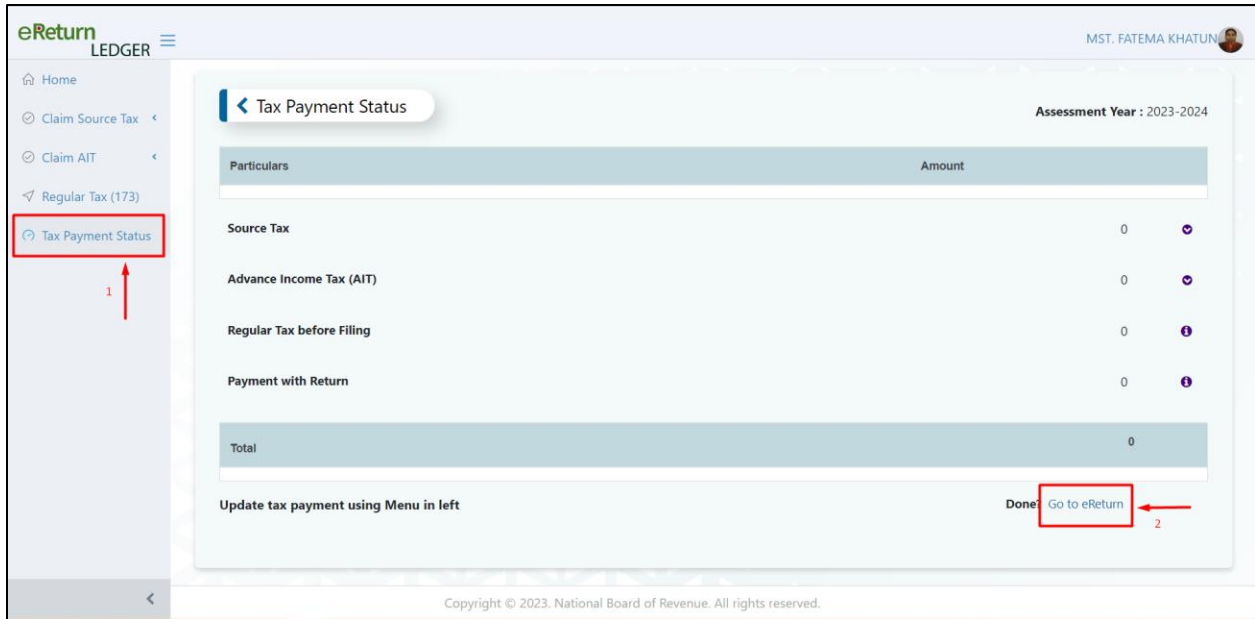 eReturn
LEDGER
MST. FATEMA KHATUN
Home
Claim Source Tax
Claim AIT
Regular Tax (173)
Tax Payment Status
1
Tax Payment Status
Assessment Year : 2023-2024
Particulars Amount
Source Tax 0
Advance Income Tax (AIT) 0
Regular Tax before Filing 0
Payment with Return 0
Total 0
Update tax payment using Menu in left
Done? Go to eReturn
2
Copyright © 2023. National Board of Revenue. All rights reserved.